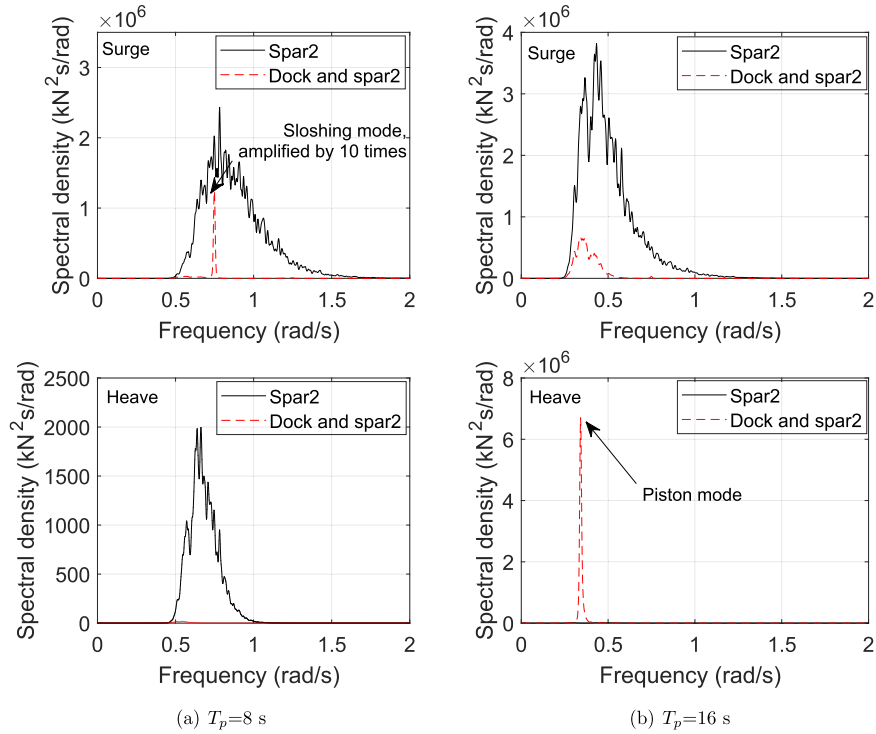 ×10⁶
Surge
Spar2
Dock and spar2
Sloshing mode,
amplified by 10 times
Spectral density (kN²s/rad)
3
2
1
0
0 0.5 1 1.5 2
Frequency (rad/s)
×10⁶
Surge
Spar2
Dock and spar2
Spectral density (kN²s/rad)
4
3
2
1
0
0 0.5 1 1.5 2
Frequency (rad/s)
Heave
Spar2
Dock and spar2
Spectral density (kN²s/rad)
2500
2000
1500
1000
500
0
0 0.5 1 1.5 2
Frequency (rad/s)
(a) Tₚ=8 s
×10⁶
Heave
Spar2
Dock and spar2
Piston mode
Spectral density (kN²s/rad)
8
6
4
2
0
0 0.5 1 1.5 2
Frequency (rad/s)
(b) Tₚ=16 s